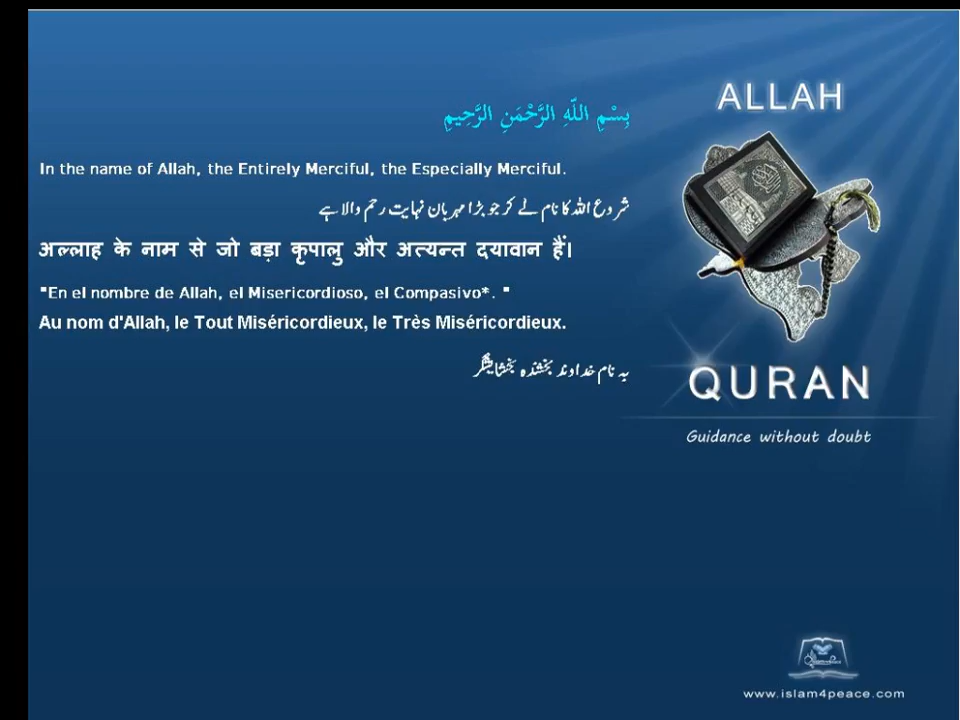 بِسْمِ اللَّهِ الرَّحْمَنِ الرَّحِيمِ
In the name of Allah, the Entirely Merciful, the Especially Merciful.
شروع الله کا نام لے کر جو بڑا مہربان نہایت رحم والا ہے
अल्लाह के नाम से जो बड़ा कृपालु और अत्यन्त दयावान हैं।
"En el nombre de Allah, el Misericordioso, el Compasivo*. "
Au nom d'Allah, le Tout Miséricordieux, le Très Miséricordieux.
به نام خداوند بخشنده بخشایشگر
ALLAH
QURAN
Guidance without doubt
www.islam4peace.com